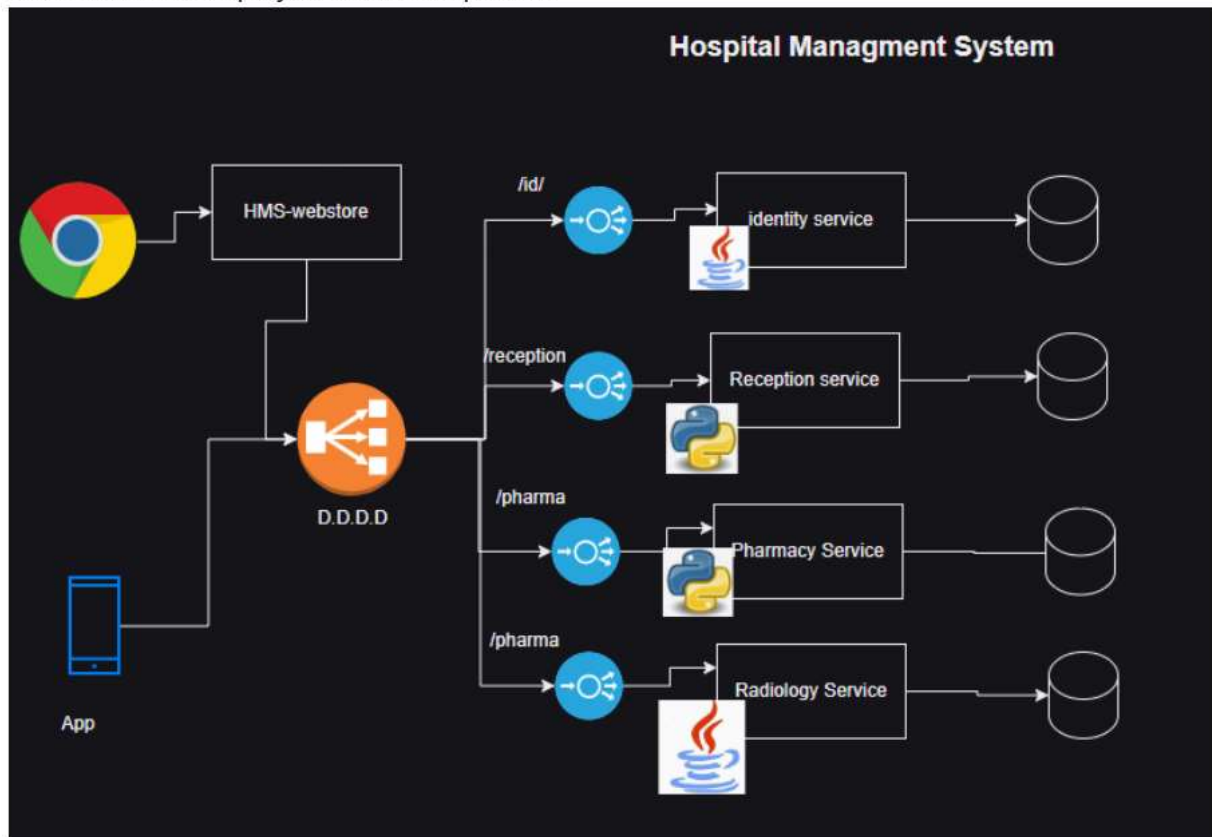 Hospital Managment System
HMS-webstore
/id/
identity service
/reception
Reception service
D.D.D.D
/pharma
Pharmacy Service
/pharma
Radiology Service
App